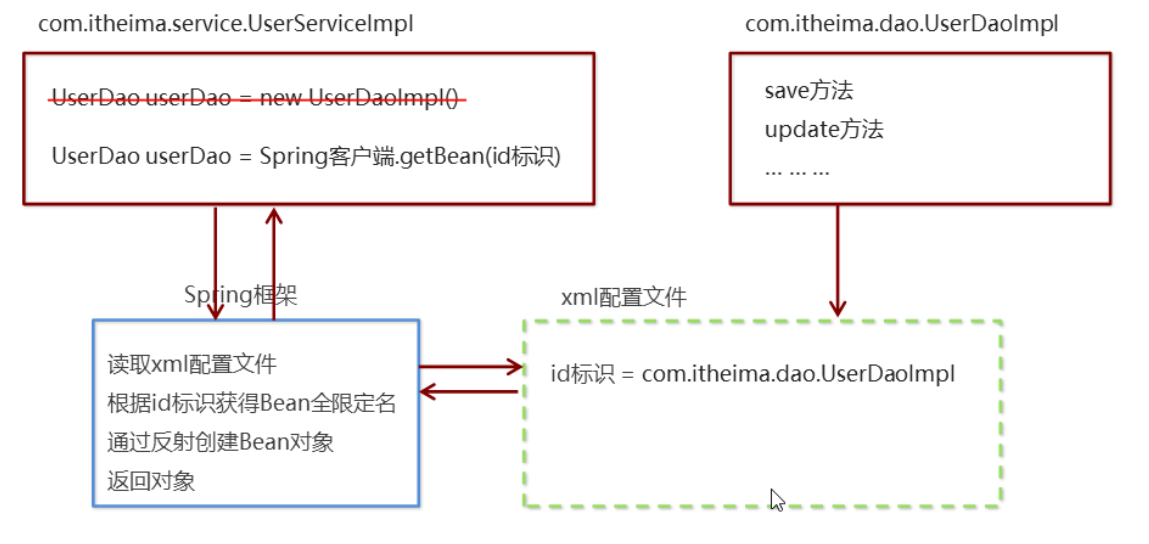 com.itheima.service.UserServiceImpl
UserDao userDao = new UserDaoImpl()
UserDao userDao = Spring客户端.getBean(id标识)
com.itheima.dao.UserDaoImpl
save方法
update方法
... ... ...
Spring框架
读取xml配置文件
根据id标识获得Bean全限定名
通过反射创建Bean对象
返回对象
xml配置文件
id标识 = com.itheima.dao.UserDaoImpl